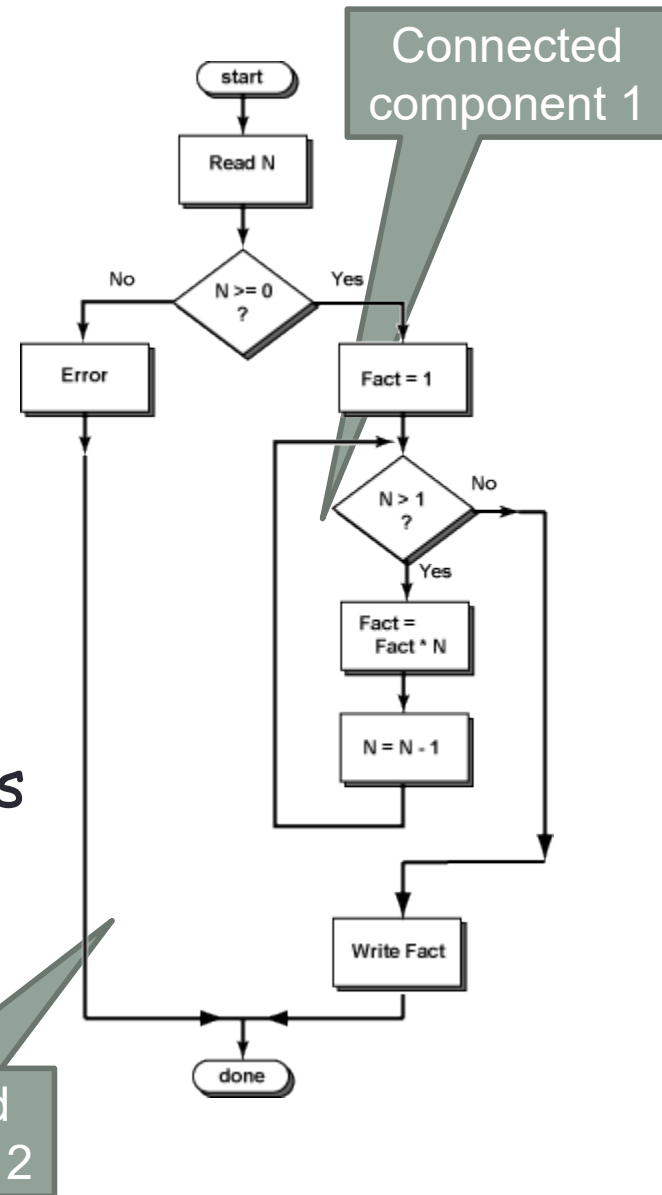 Connected
component 1
start
Read N
No
N >= 0
?
Yes
Error
Fact = 1
N > 1
?
No
Yes
Fact =
Fact * N
N = N - 1
s
Write Fact
done
d
2